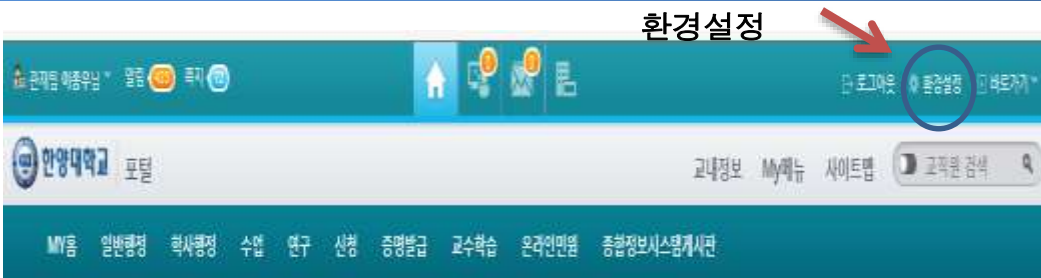 환경설정
관재팀 이종우님 알림 쪽지
로그아웃 환경설정 바로가기
한양대학교 포털
교내정보 My메뉴 사이트맵 교직원 검색
MY홈 일반행정 학사행정 수업 연구 신청 증명발급 교수학습 온라인민원 종합정보시스템게시판